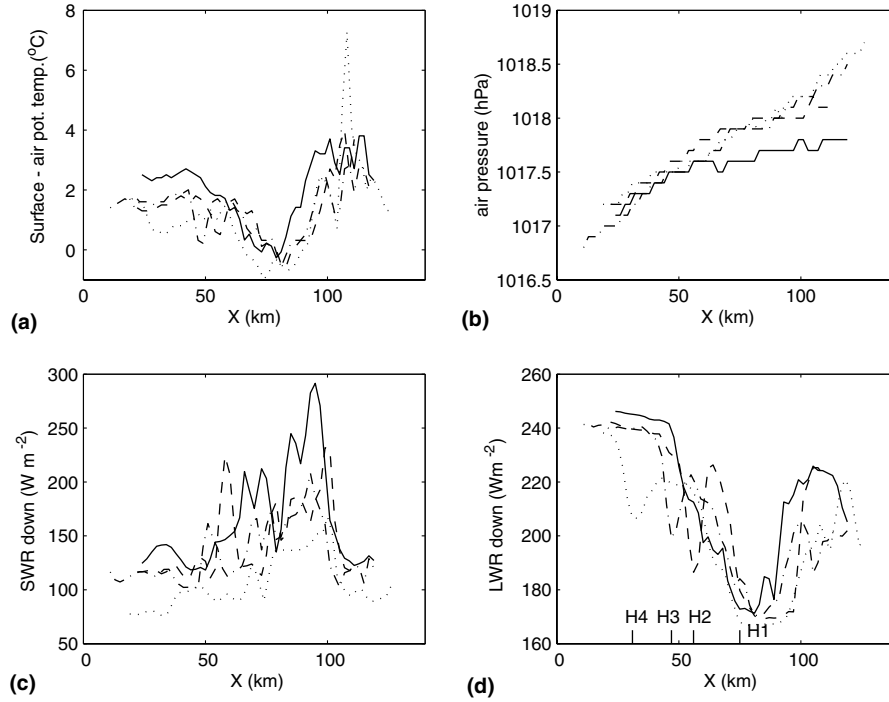 8
6
4
2
0
Surface - air pot. temp.(°C)
0 50 100
X (km)
(a)
1019
1018.5
1018
1017.5
1017
1016.5
air pressure (hPa)
0 50 100
X (km)
(b)
300
250
200
150
100
50
SWR down (W m⁻²)
0 50 100
X (km)
(c)
260
240
220
200
180
160
LWR down (Wm⁻²)
H4 H3 H2 H1
0 50 100
X (km)
(d)